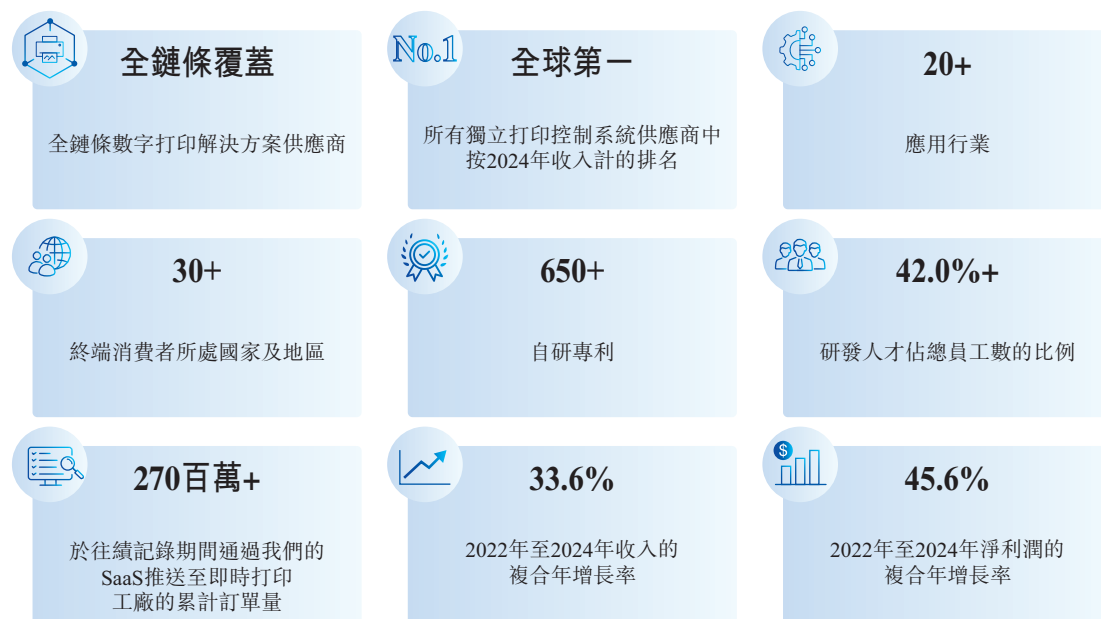 全鏈條覆蓋
全鏈條數字打印解決方案供應商
No.1
全球第一
所有獨立打印控制系統供應商中
按2024年收入計的排名
20+
應用行業
30+
終端消費者所處國家及地區
650+
自研專利
42.0%+
研發人才佔總員工數的比例
270百萬+
於往績記錄期間通過我們的
SaaS推送至即時打印
工廠的累計訂單量
33.6%
2022年至2024年收入的
複合年增長率
$
45.6%
2022年至2024年淨利潤的
複合年增長率